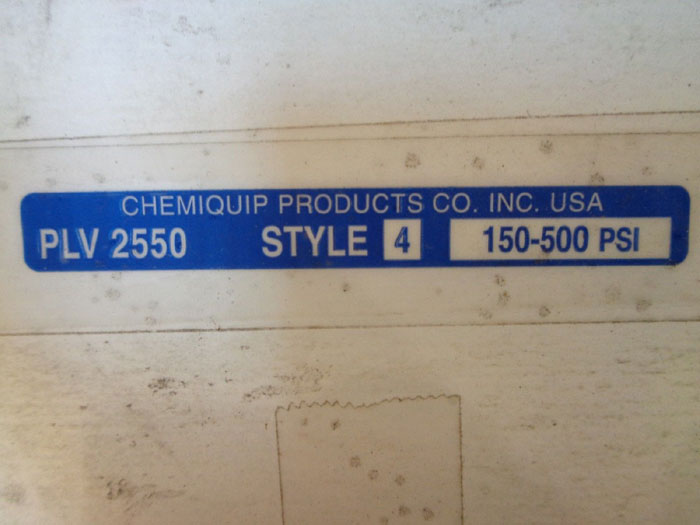 CHEMIQUIP PRODUCTS CO. INC. USA
PLV 2550 STYLE 4 150-500 PSI